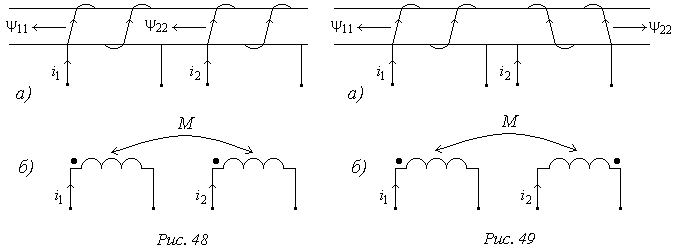 Ψ11 Ψ22 Ψ11 Ψ22
i1 i2 i1 i2
а) а)
M M
б) б)
i1 i2 i1 i2
Рис. 48 Рис. 49